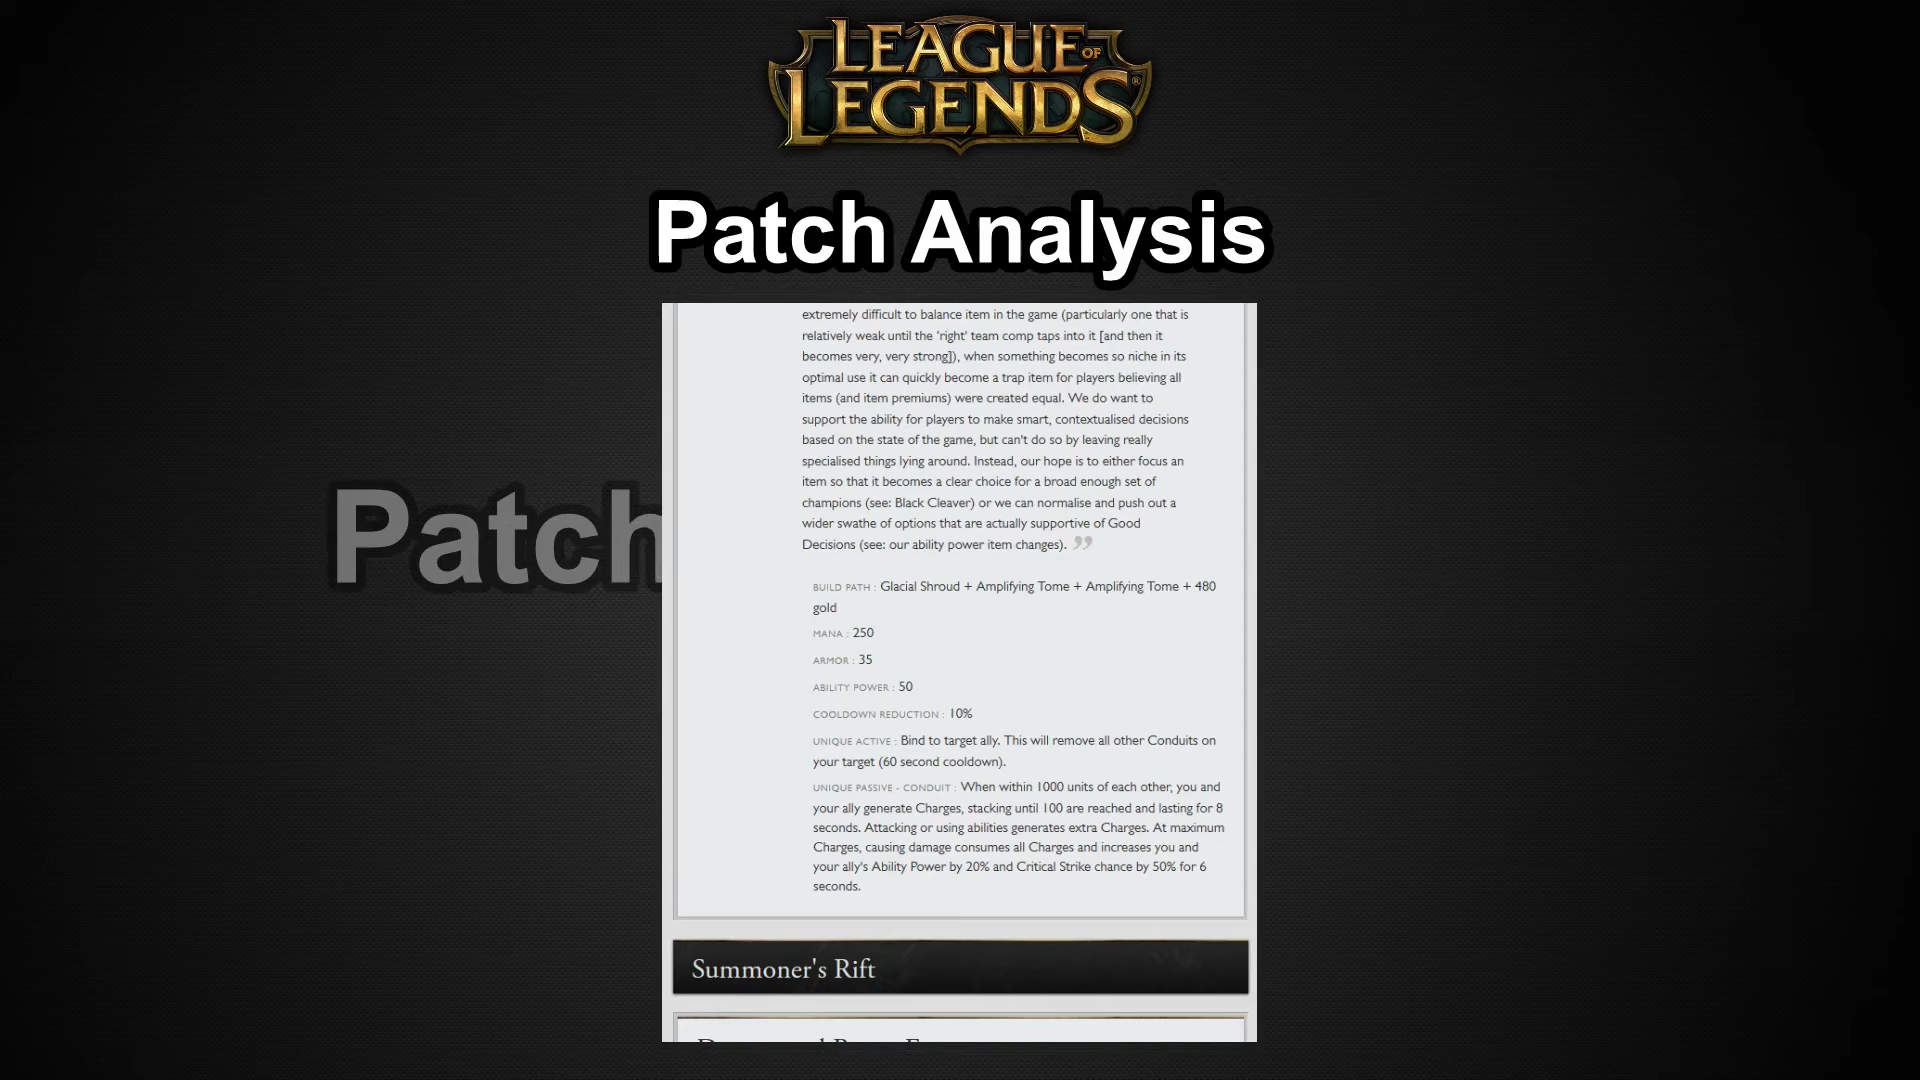 LEAGUE OF
LEGENDS®
Patch Analysis
extremely difficult to balance item in the game (particularly one that is
relatively weak until the 'right' team comp taps into it [and then it
becomes very, very strong]), when something becomes so niche in its
optimal use it can quickly become a trap item for players believing all
items (and item premiums) were created equal. We do want to
support the ability for players to make smart, contextualised decisions
based on the state of the game, but can't do so by leaving really
specialised things lying around. Instead, our hope is to either focus an
item so that it becomes a clear choice for a broad enough set of
champions (see: Black Cleaver) or we can normalise and push out a
wider swathe of options that are actually supportive of Good
Decisions (see: our ability power item changes). ”
Patch
BUILD PATH : Glacial Shroud + Amplifying Tome + Amplifying Tome + 480
gold
MANA : 250
ARMOR : 35
ABILITY POWER : 50
COOLDOWN REDUCTION : 10%
UNIQUE ACTIVE : Bind to target ally. This will remove all other Conduits on
your target (60 second cooldown).
UNIQUE PASSIVE - CONDUIT : When within 1000 units of each other, you and
your ally generate Charges, stacking until 100 are reached and lasting for 8
seconds. Attacking or using abilities generates extra Charges. At maximum
Charges, causing damage consumes all Charges and increases you and
your ally's Ability Power by 20% and Critical Strike chance by 50% for 6
seconds.
Summoner's Rift